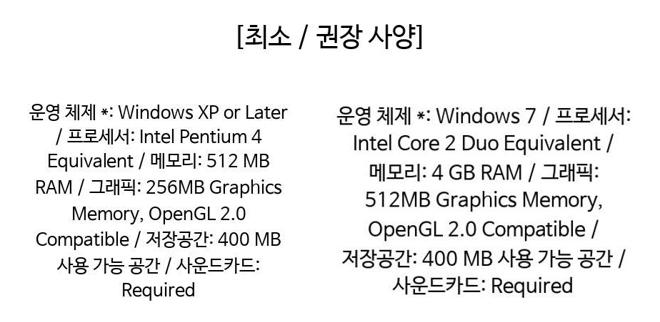 [최소 / 권장 사양]
운영 체제 *: Windows XP or Later
/ 프로세서: Intel Pentium 4
Equivalent / 메모리: 512 MB
RAM / 그래픽: 256MB Graphics
Memory, OpenGL 2.0
Compatible / 저장공간: 400 MB
사용 가능 공간 / 사운드카드:
Required
운영 체제 *: Windows 7 / 프로세서:
Intel Core 2 Duo Equivalent /
메모리: 4 GB RAM / 그래픽:
512MB Graphics Memory,
OpenGL 2.0 Compatible /
저장공간: 400 MB 사용 가능 공간 /
사운드카드: Required